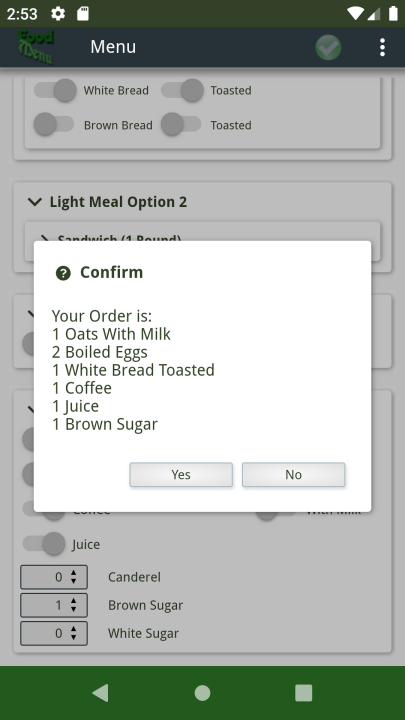 2:53
Food Menu
Menu
White Bread
Toasted
Brown Bread
Toasted
Light Meal Option 2
Sandwich (1 Round)
Confirm
Your Order is:
1 Oats With Milk
2 Boiled Eggs
1 White Bread Toasted
1 Coffee
1 Juice
1 Brown Sugar
Yes
No
Coffee
With Milk
Juice
0 Canderel
1 Brown Sugar
0 White Sugar